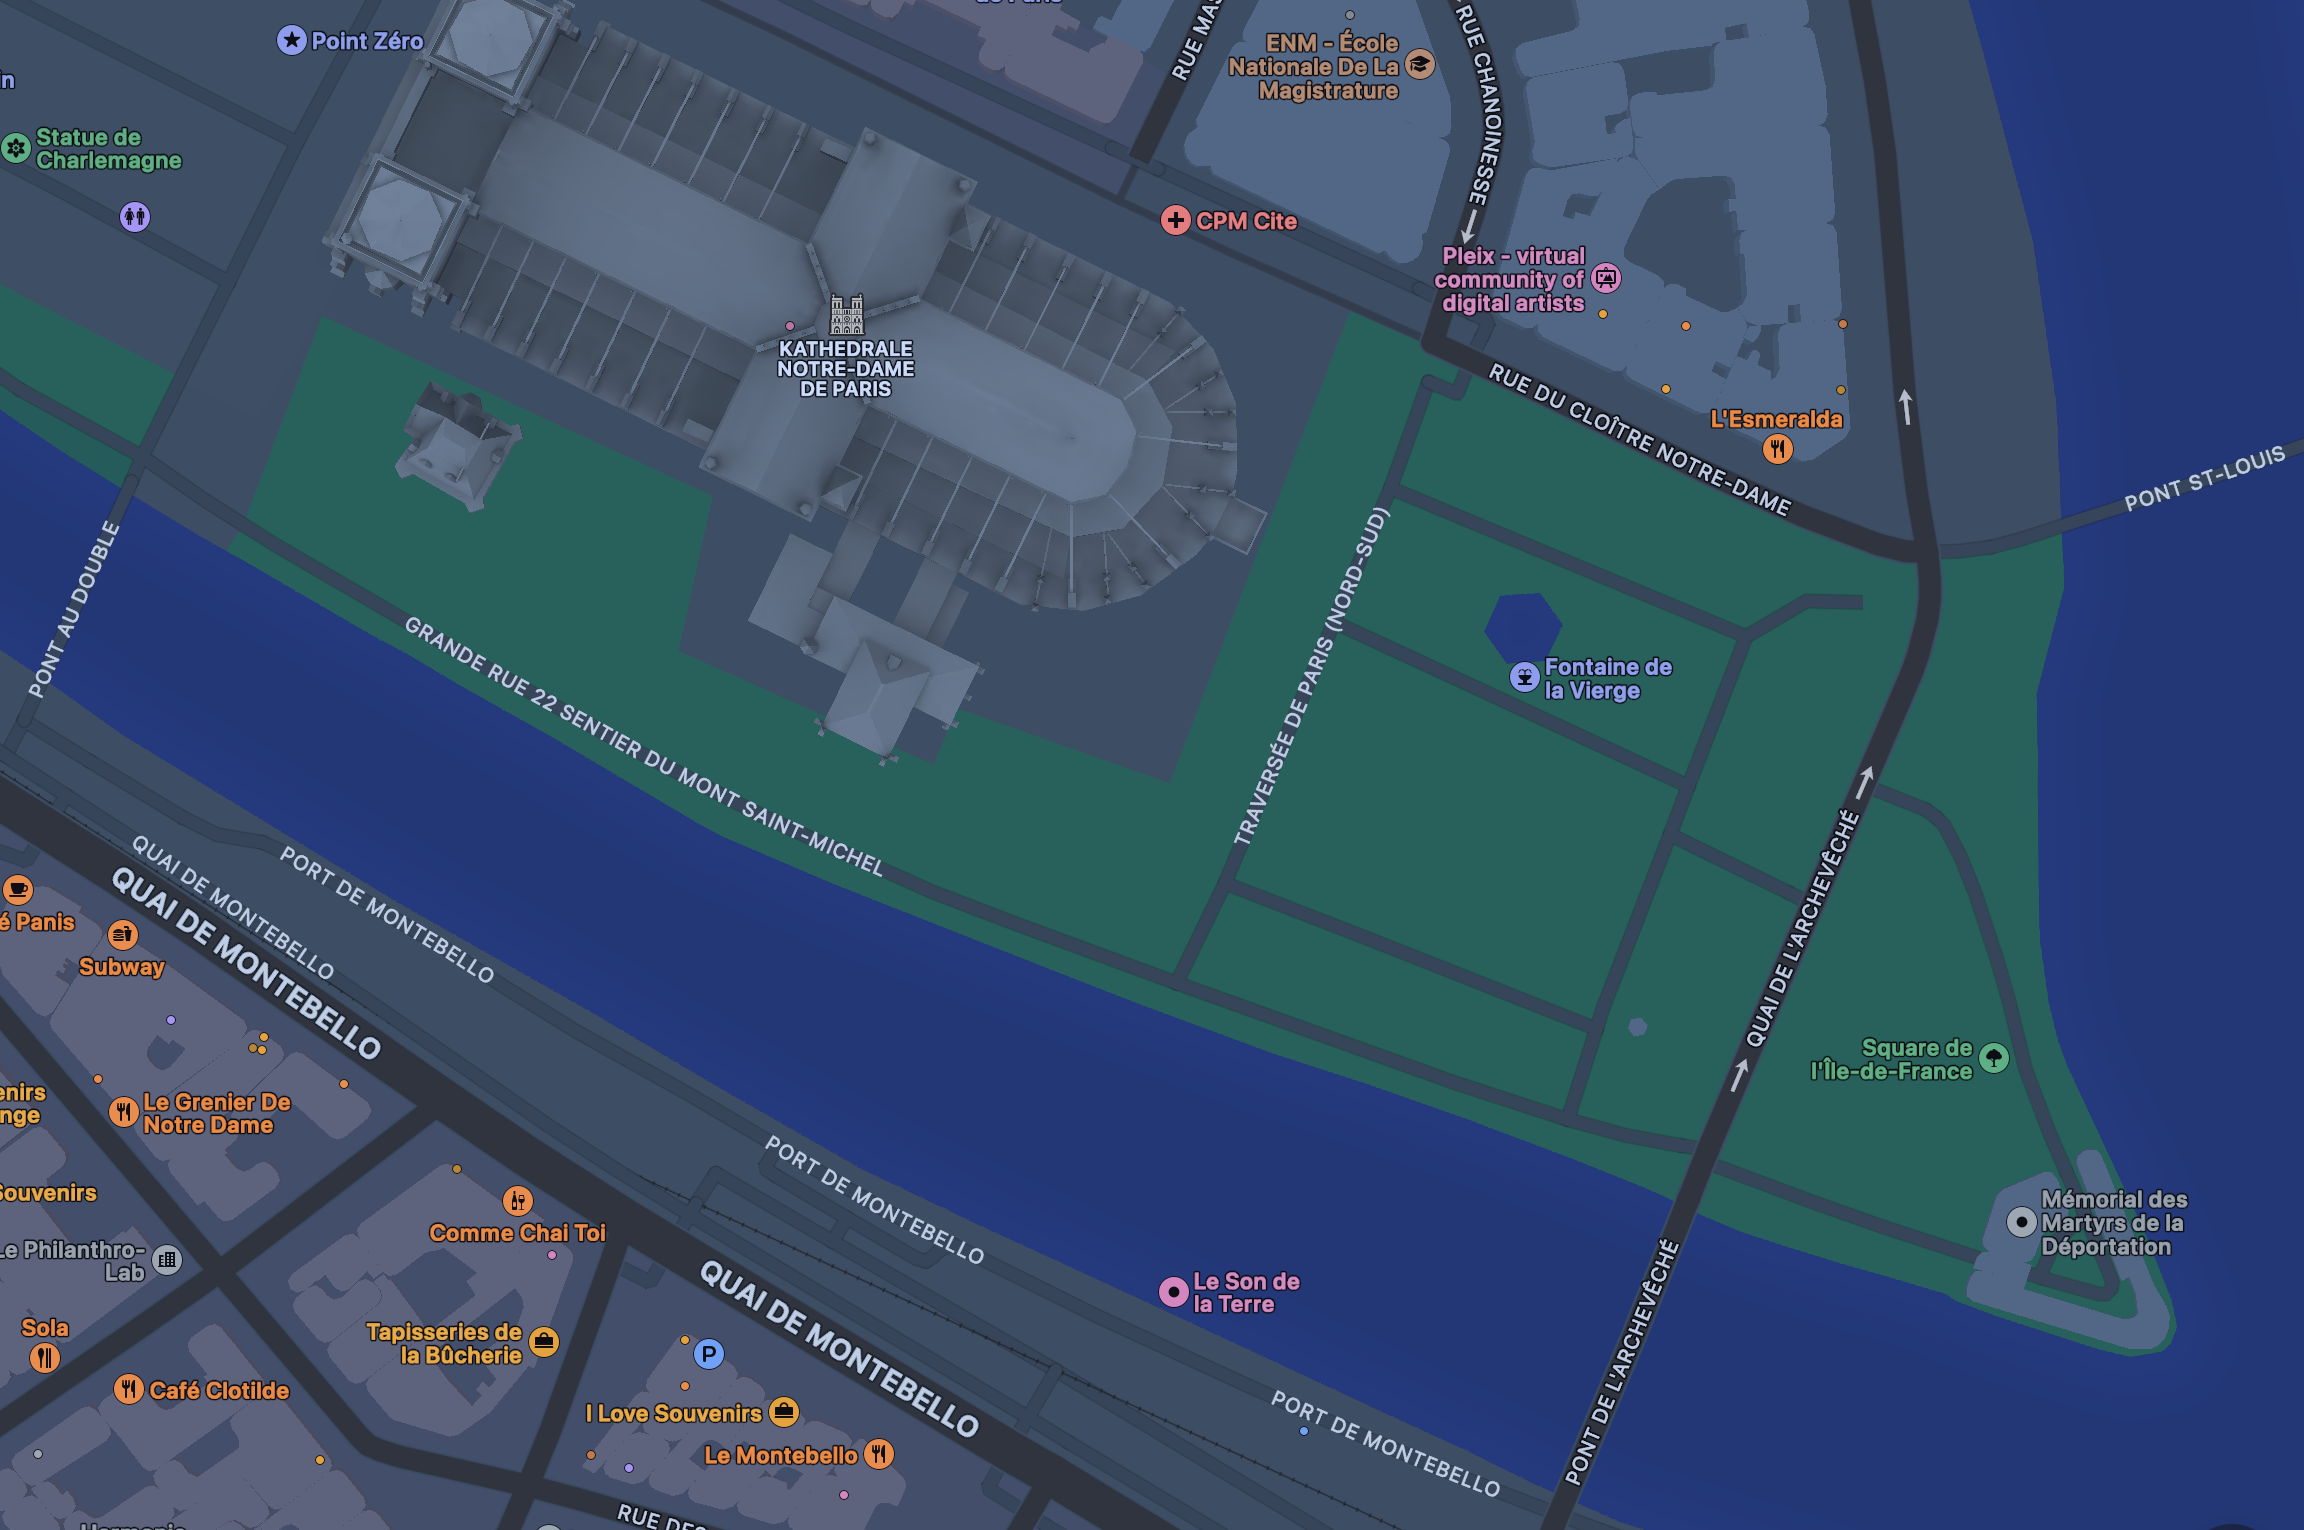 Point Zéro
Statue de
Charlemagne
KATHEDRALE
NOTRE-DAME
DE PARIS
ENM - École
Nationale De La
Magistrature
RUE CHANOINESSE
CPM Cite
Pleix - virtual
community of
digital artists
RUE DU CLOÎTRE NOTRE-DAME
L'Esmeralda
PONT ST-LOUIS
PONT AU DOUBLE
GRANDE RUE 22 SENTIER DU MONT SAINT-MICHEL
TRAVERSÉE DE PARIS (NORD-SUD)
Fontaine de
la Vierge
QUAI DE L'ARCHEVÊCHÉ
Square de
l'Île-de-France
Mémorial des
Martyrs de la
Déportation
PONT DE L'ARCHEVÊCHÉ
QUAI DE MONTEBELLO
PORT DE MONTEBELLO
QUAI DE MONTEBELLO
Panis
Subway
Le Grenier De
Notre Dame
Souvenirs
Le Philanthro-
Lab
Sola
Café Clotilde
Comme Chai Toi
Tapisseries de
la Bûcherie
P
I Love Souvenirs
Le Montebello
QUAI DE MONTEBELLO
PORT DE MONTEBELLO
Le Son de
la Terre
PORT DE MONTEBELLO
RUE